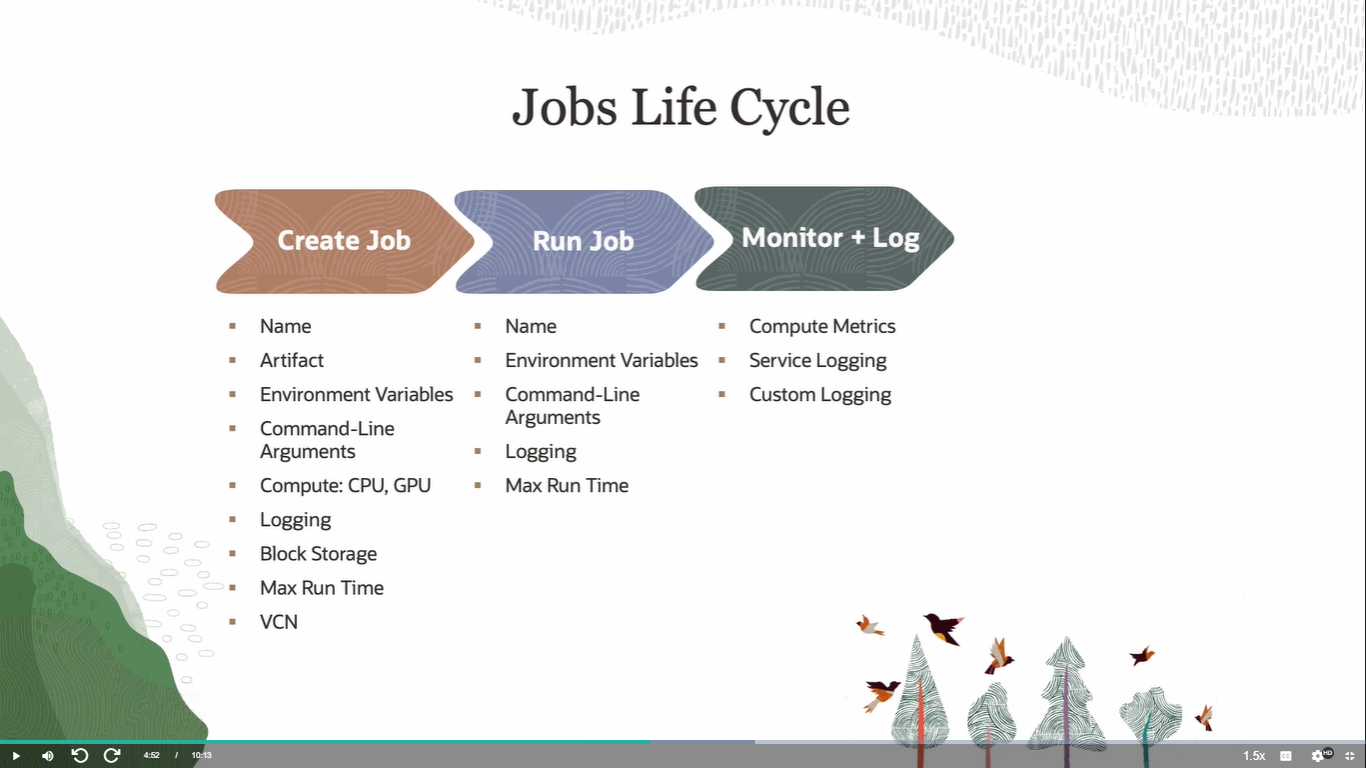 Jobs Life Cycle
Create Job
Name
Artifact
Environment Variables
Command-Line
Arguments
Compute: CPU, GPU
Logging
Block Storage
Max Run Time
VCN
Run Job
Name
Environment Variables
Command-Line
Arguments
Logging
Max Run Time
Monitor + Log
Compute Metrics
Service Logging
Custom Logging
4:52 / 10:13
1.5x
CC
HD